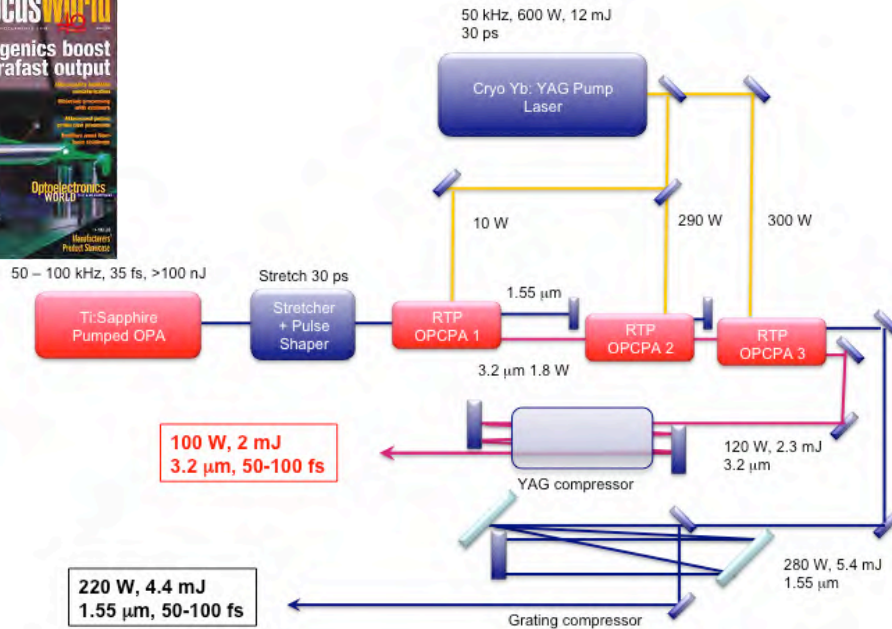 cusworld
genics boost
rafast output
Optoelectronics
WORLD
Manufacturers'
Product Showcase
50 kHz, 600 W, 12 mJ
30 ps
Cryo Yb: YAG Pump
Laser
10 W
290 W
300 W
50 – 100 kHz, 35 fs, >100 nJ
Stretch 30 ps
1.55 μm
Ti:Sapphire
Pumped OPA
Stretcher
+ Pulse
Shaper
RTP
OPCPA 1
RTP
OPCPA 2
RTP
OPCPA 3
3.2 μm 1.8 W
100 W, 2 mJ
3.2 μm, 50-100 fs
120 W, 2.3 mJ
3.2 μm
YAG compressor
280 W, 5.4 mJ
1.55 μm
220 W, 4.4 mJ
1.55 μm, 50-100 fs
Grating compressor